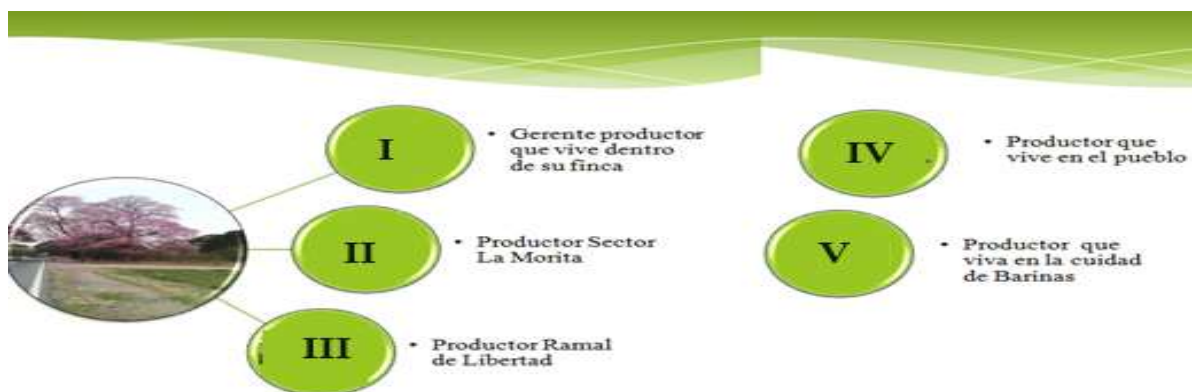 I
• Gerente productor
que vive dentro
de su finca
II
• Productor Sector
La Morita
III
• Productor Ramal
de Libertad
IV
• Productor que
vive en el pueblo
V
• Productor que
viva en la cuidad
de Barinas